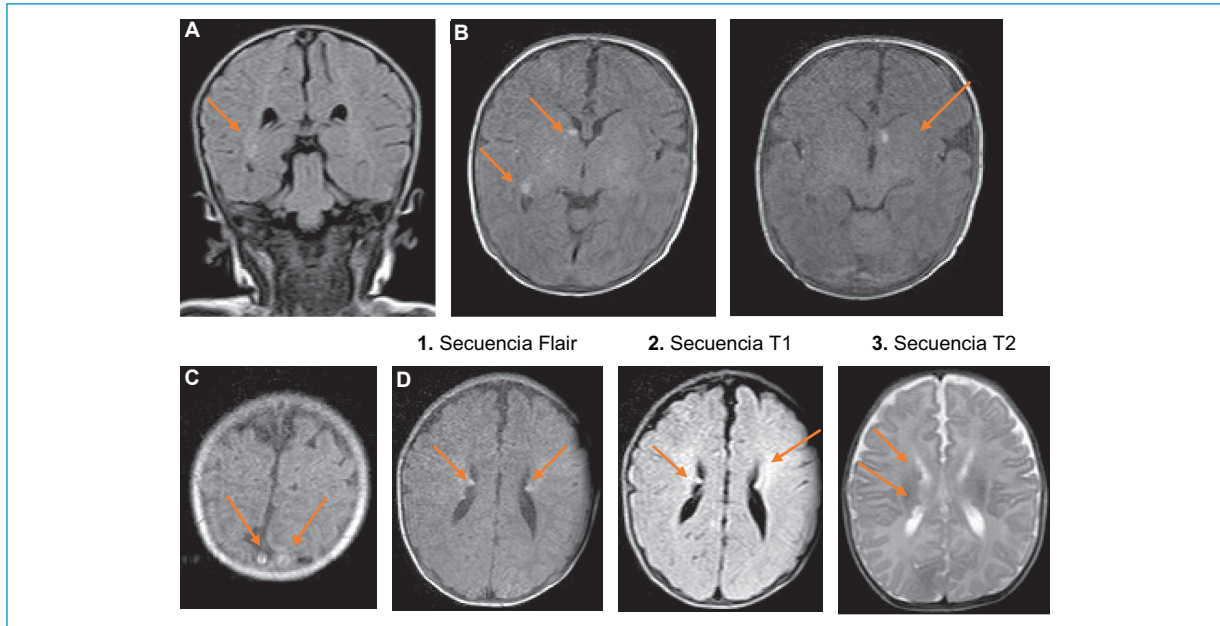 A
B
1. Secuencia Flair
2. Secuencia T1
3. Secuencia T2
C
D